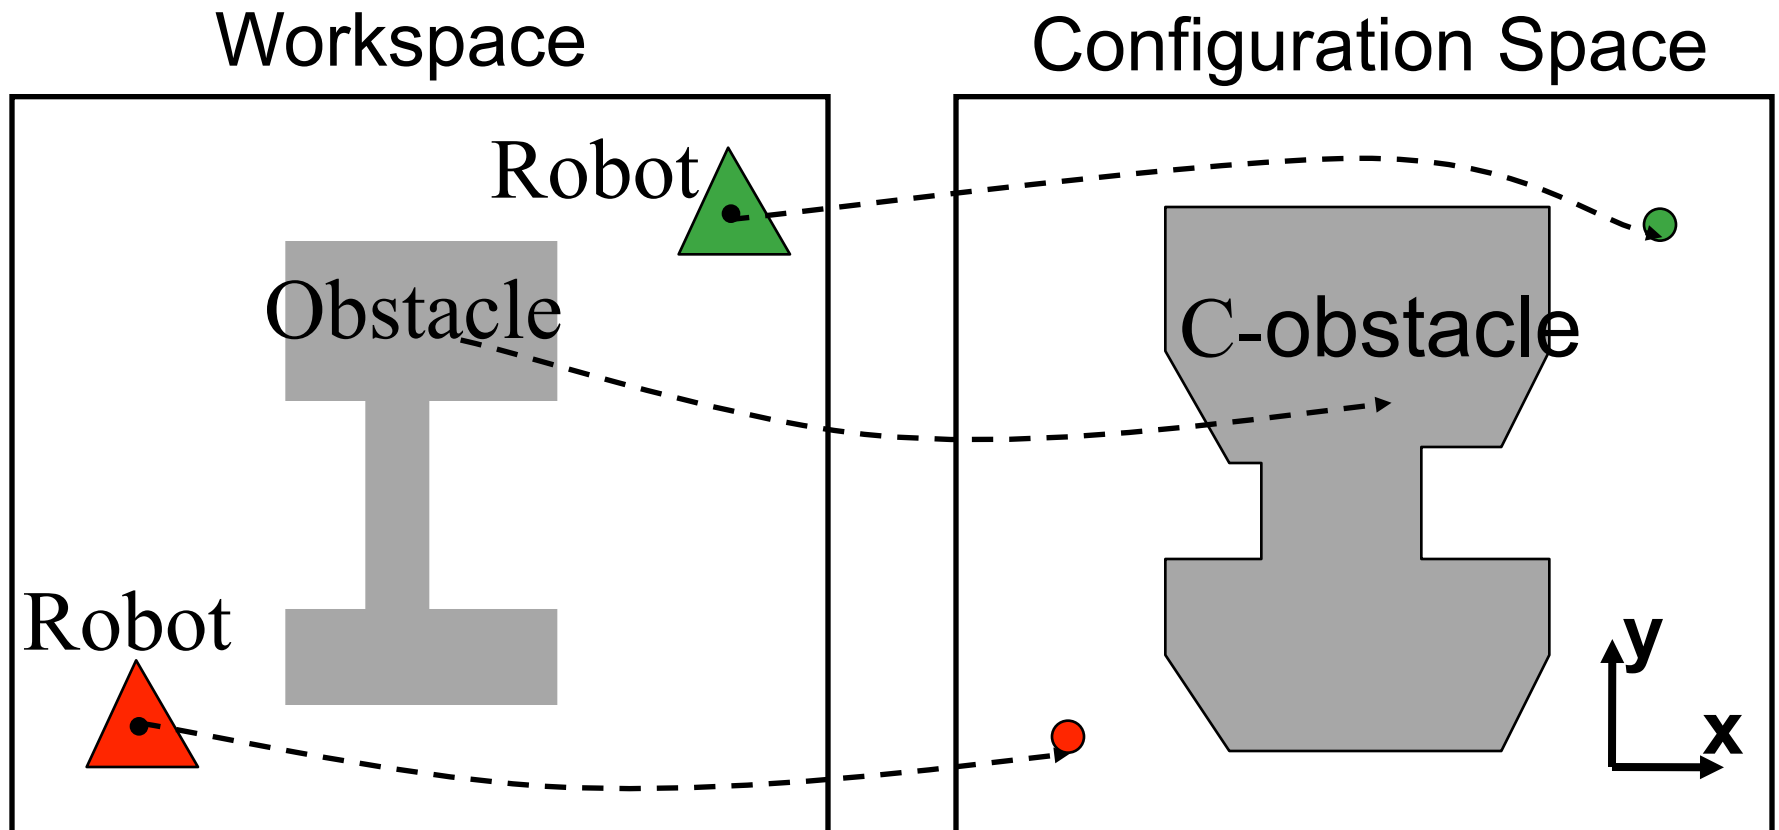 Workspace
Configuration Space
Robot
Obstacle
C-obstacle
Robot
y
x